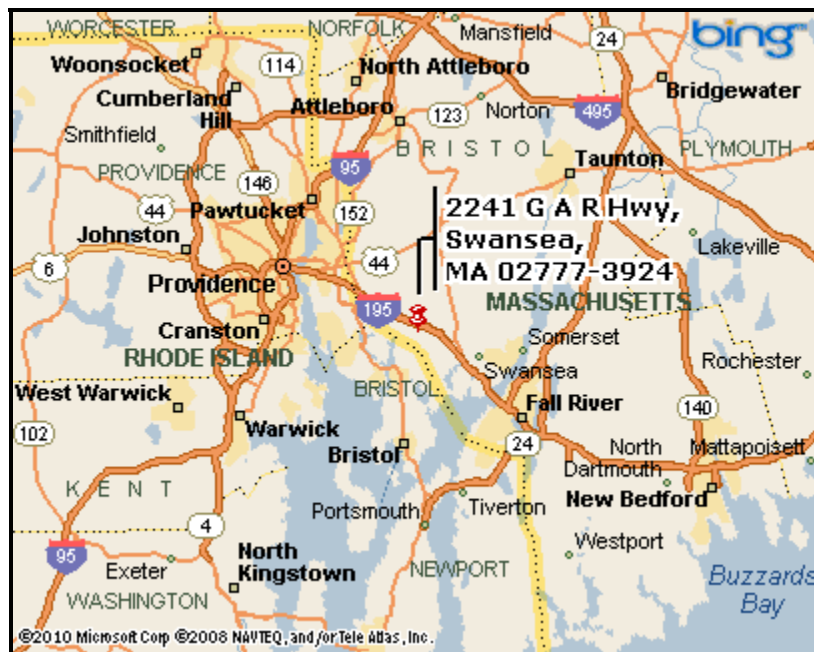 WORCESTER
NORFOLK
Mansfield
24
bing
Woonsocket
114
North Attleboro
Bridgewater
Cumberland
Hill
Attleboro
123
Norton
495
Smithfield
BRISTOL
PLYMOUTH
PROVIDENCE
95
Taunton
146
44
Pawtucket
152
2241 G A R Hwy,
Swansea,
MA 02777-3924
Johnston
44
Lakeville
6
Providence
MASSACHUSETTS
195
Cranston
Somerset
RHODE ISLAND
Swansea
Rochester
West Warwick
BRISTOL
Fall River
140
102
Warwick
24
North
Dartmouth
Mattapoisett
Bristol
KENT
New Bedford
Portsmouth
Tiverton
4
95
Westport
Exeter
North
Kingstown
NEWPORT
Buzzards
Bay
WASHINGTON
©2010 Microsoft Corp ©2008 NAVTEQ, and/or Tele Atlas, Inc.